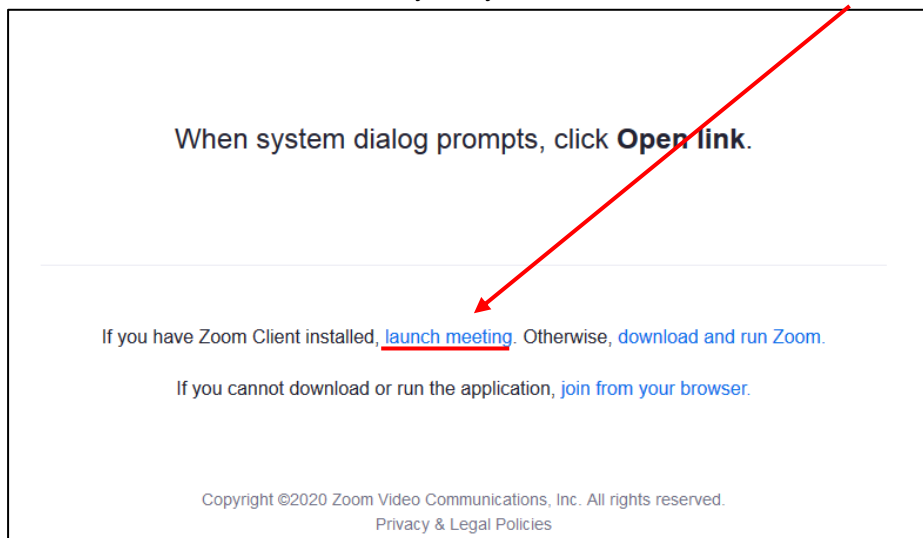 When system dialog prompts, click Open link.
If you have Zoom Client installed, launch meeting. Otherwise, download and run Zoom.
If you cannot download or run the application, join from your browser.
Copyright ©2020 Zoom Video Communications, Inc. All rights reserved.
Privacy & Legal Policies